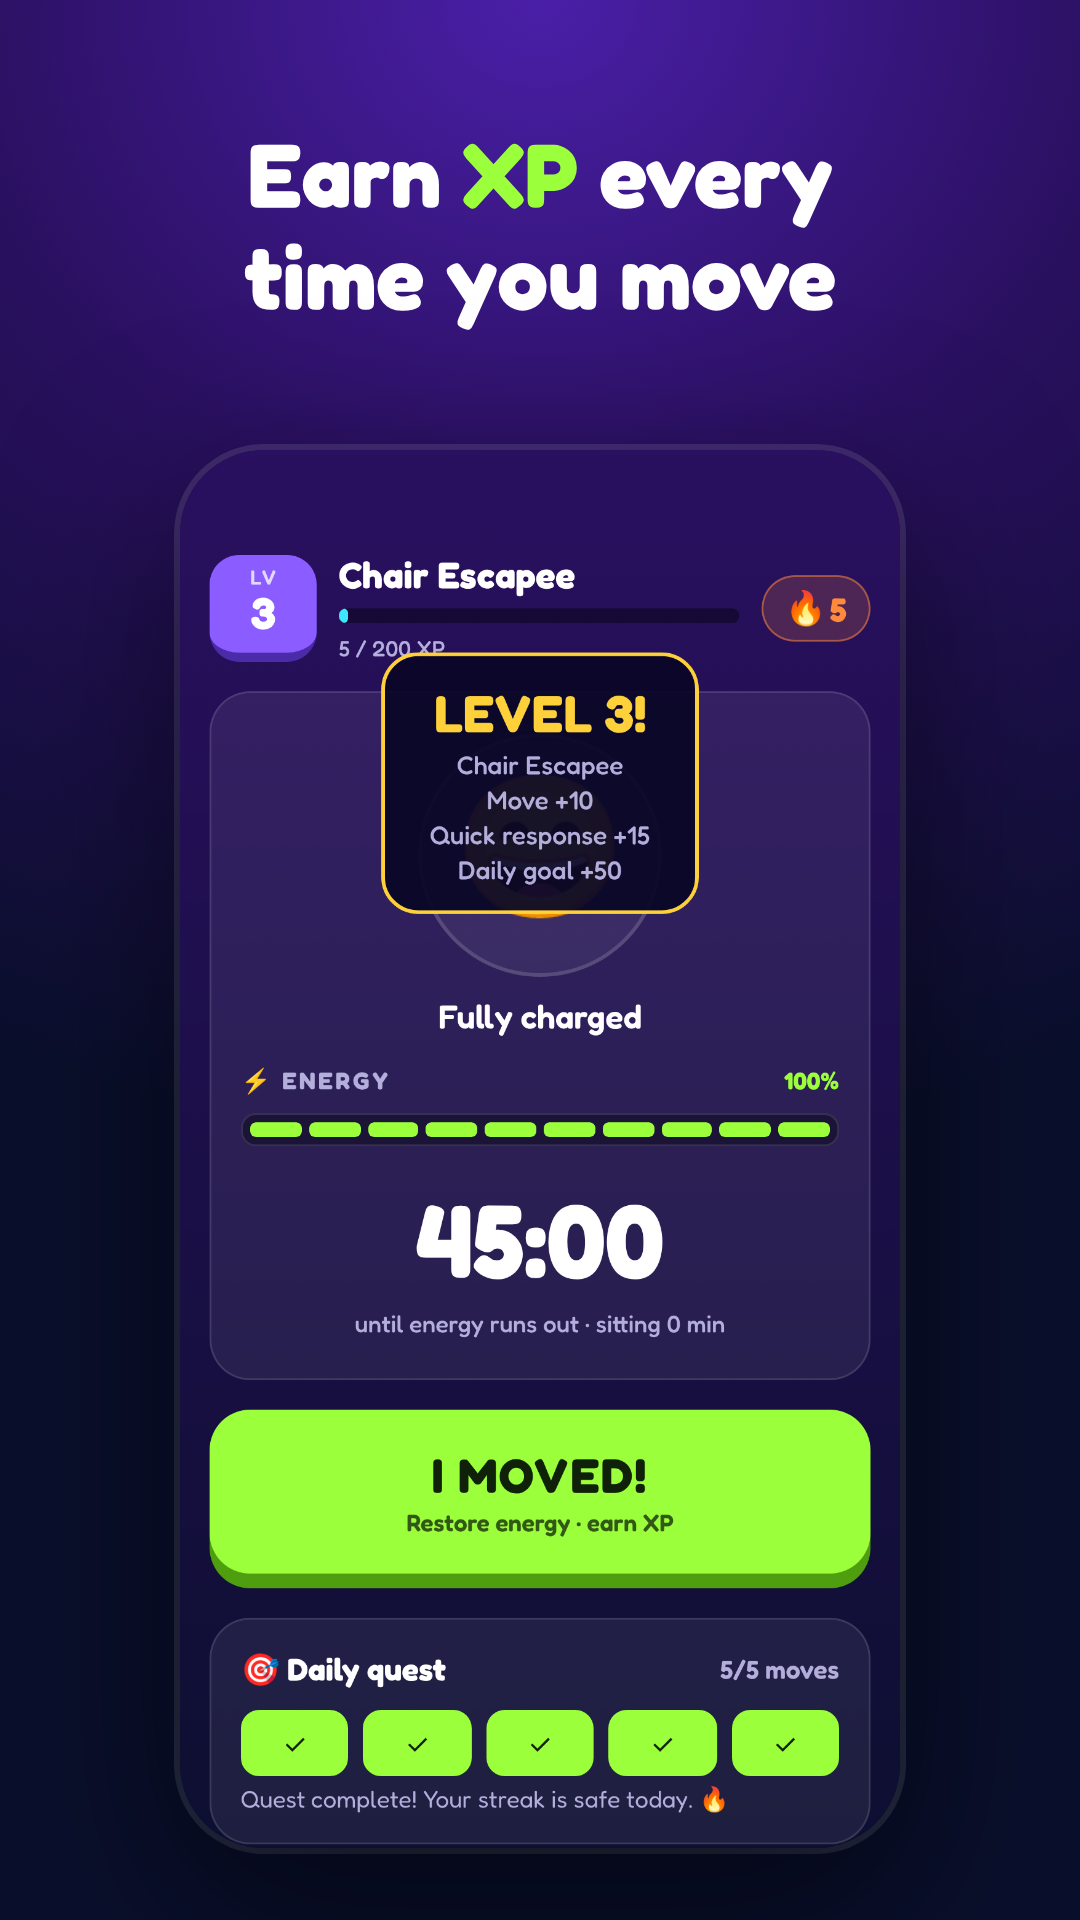 Earn XP every
time you move
LV
3
Chair Escapee
5 / 200 XP
🔥 5
LEVEL 3!
Chair Escapee
Move +10
Quick response +15
Daily goal +50
Fully charged
⚡ ENERGY
100%
45:00
until energy runs out · sitting 0 min
I MOVED!
Restore energy · earn XP
🎯 Daily quest
5/5 moves
✓ ✓ ✓ ✓ ✓
Quest complete! Your streak is safe today. 🔥